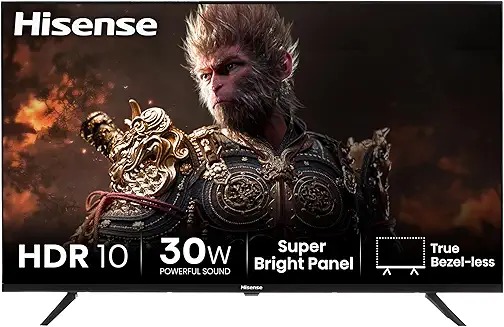 Hisense
HDR 10
30W
POWERFUL SOUND
Super
Bright Panel
True
Bezel-less
Hisense